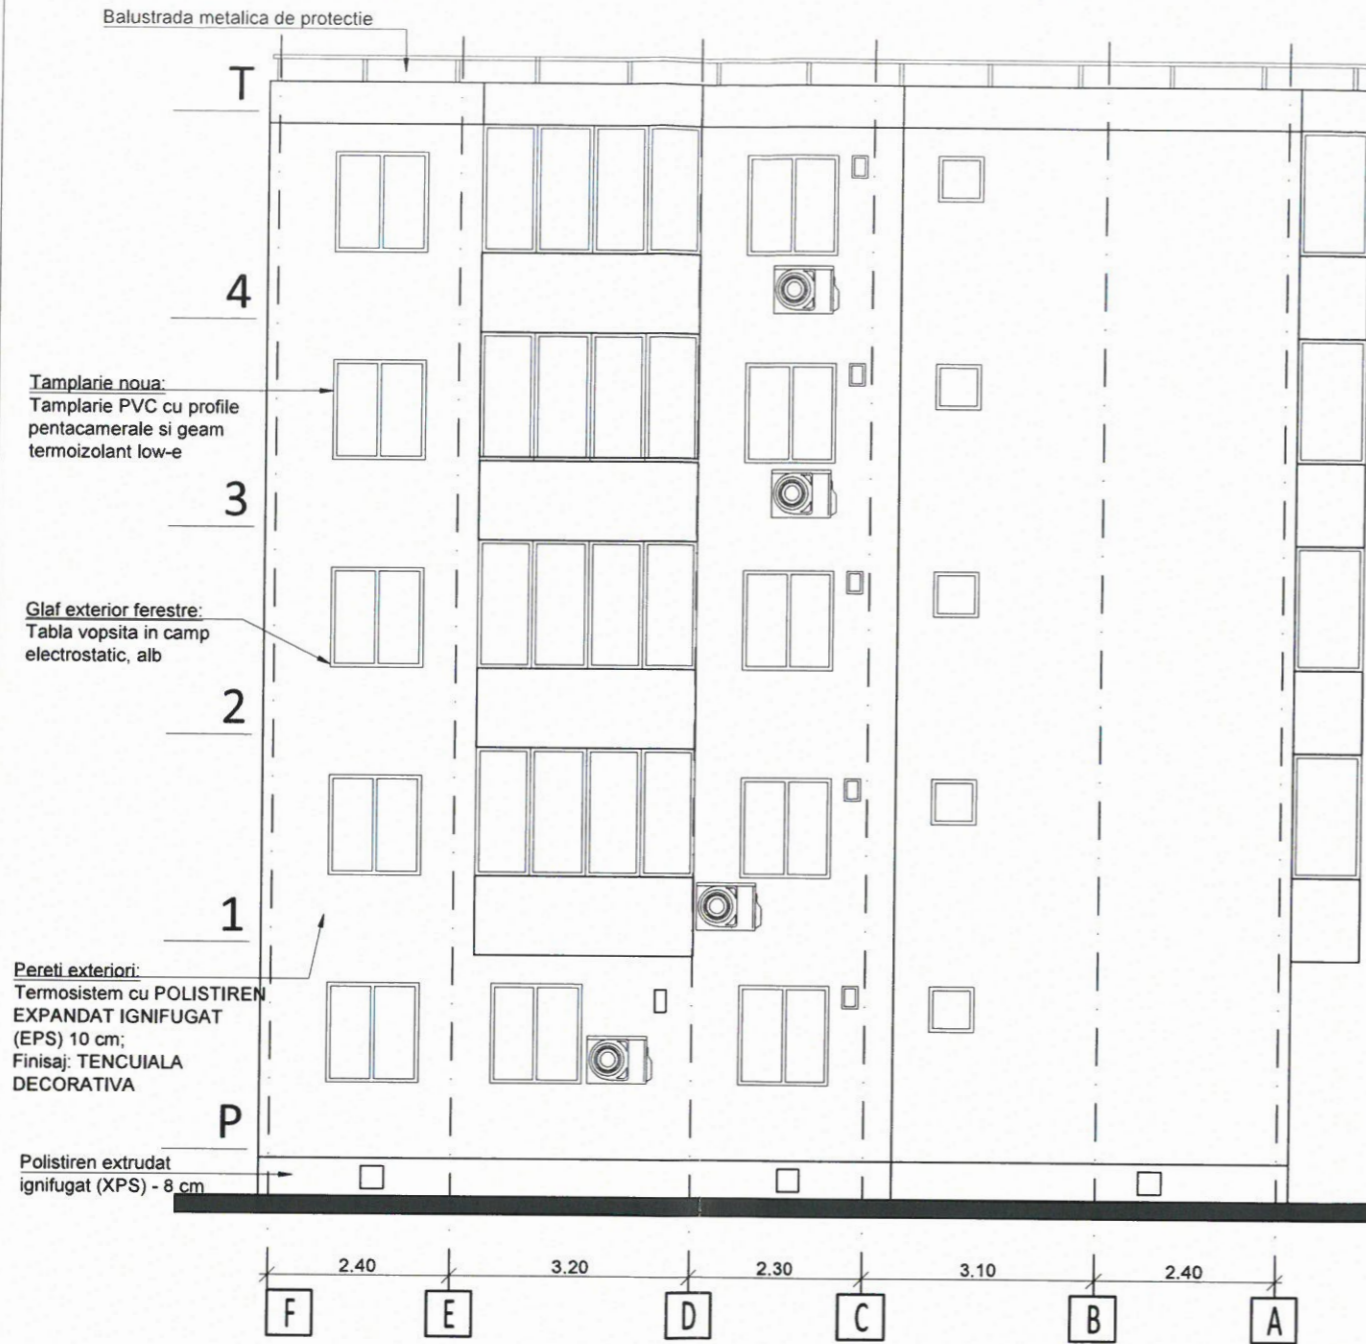 Balustrada metalica de protectie
T
4
Tamplarie noua:
Tamplarie PVC cu profile
pentacamerale si geam
termoizolant low-e
3
Glaf exterior ferestre:
Tabla vopsita in camp
electrostatic, alb
2
1
Pereti exteriori:
Termosistem cu POLISTIREN
EXPANDAT IGNIFUGAT
(EPS) 10 cm;
Finisaj: TENCUIALA
DECORATIVA
P
Polistiren extrudat
ignifugat (XPS) - 8 cm
2.40 3.20 2.30 3.10 2.40
F E D C B A